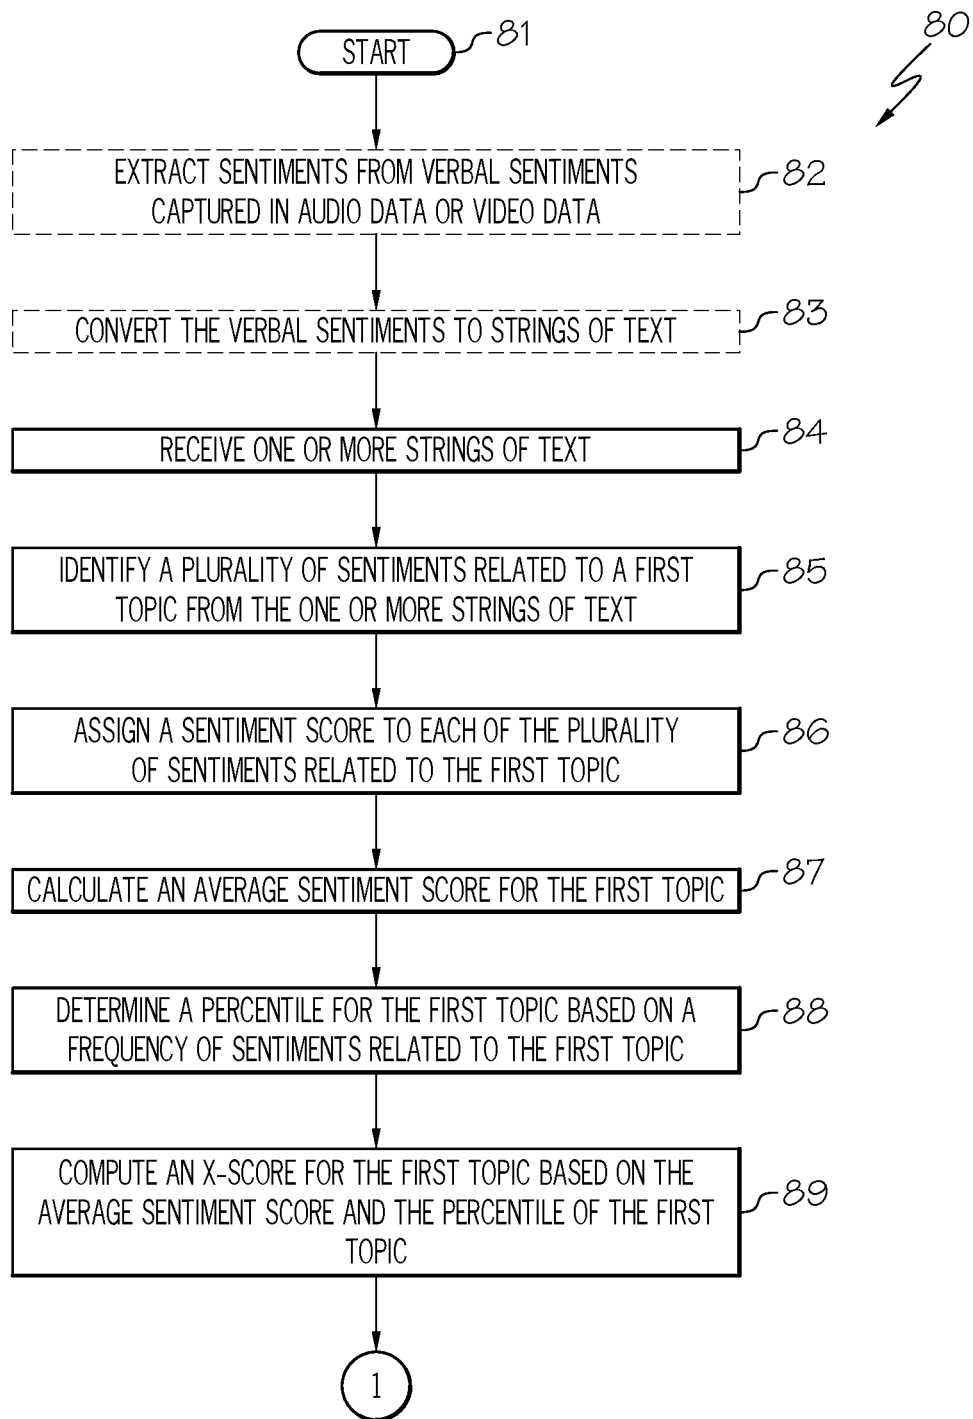 80
START
81
EXTRACT SENTIMENTS FROM VERBAL SENTIMENTS
CAPTURED IN AUDIO DATA OR VIDEO DATA
82
CONVERT THE VERBAL SENTIMENTS TO STRINGS OF TEXT
83
RECEIVE ONE OR MORE STRINGS OF TEXT
84
IDENTIFY A PLURALITY OF SENTIMENTS RELATED TO A FIRST
TOPIC FROM THE ONE OR MORE STRINGS OF TEXT
85
ASSIGN A SENTIMENT SCORE TO EACH OF THE PLURALITY
OF SENTIMENTS RELATED TO THE FIRST TOPIC
86
CALCULATE AN AVERAGE SENTIMENT SCORE FOR THE FIRST TOPIC
87
DETERMINE A PERCENTILE FOR THE FIRST TOPIC BASED ON A
FREQUENCY OF SENTIMENTS RELATED TO THE FIRST TOPIC
88
COMPUTE AN X-SCORE FOR THE FIRST TOPIC BASED ON THE
AVERAGE SENTIMENT SCORE AND THE PERCENTILE OF THE FIRST
TOPIC
89
1